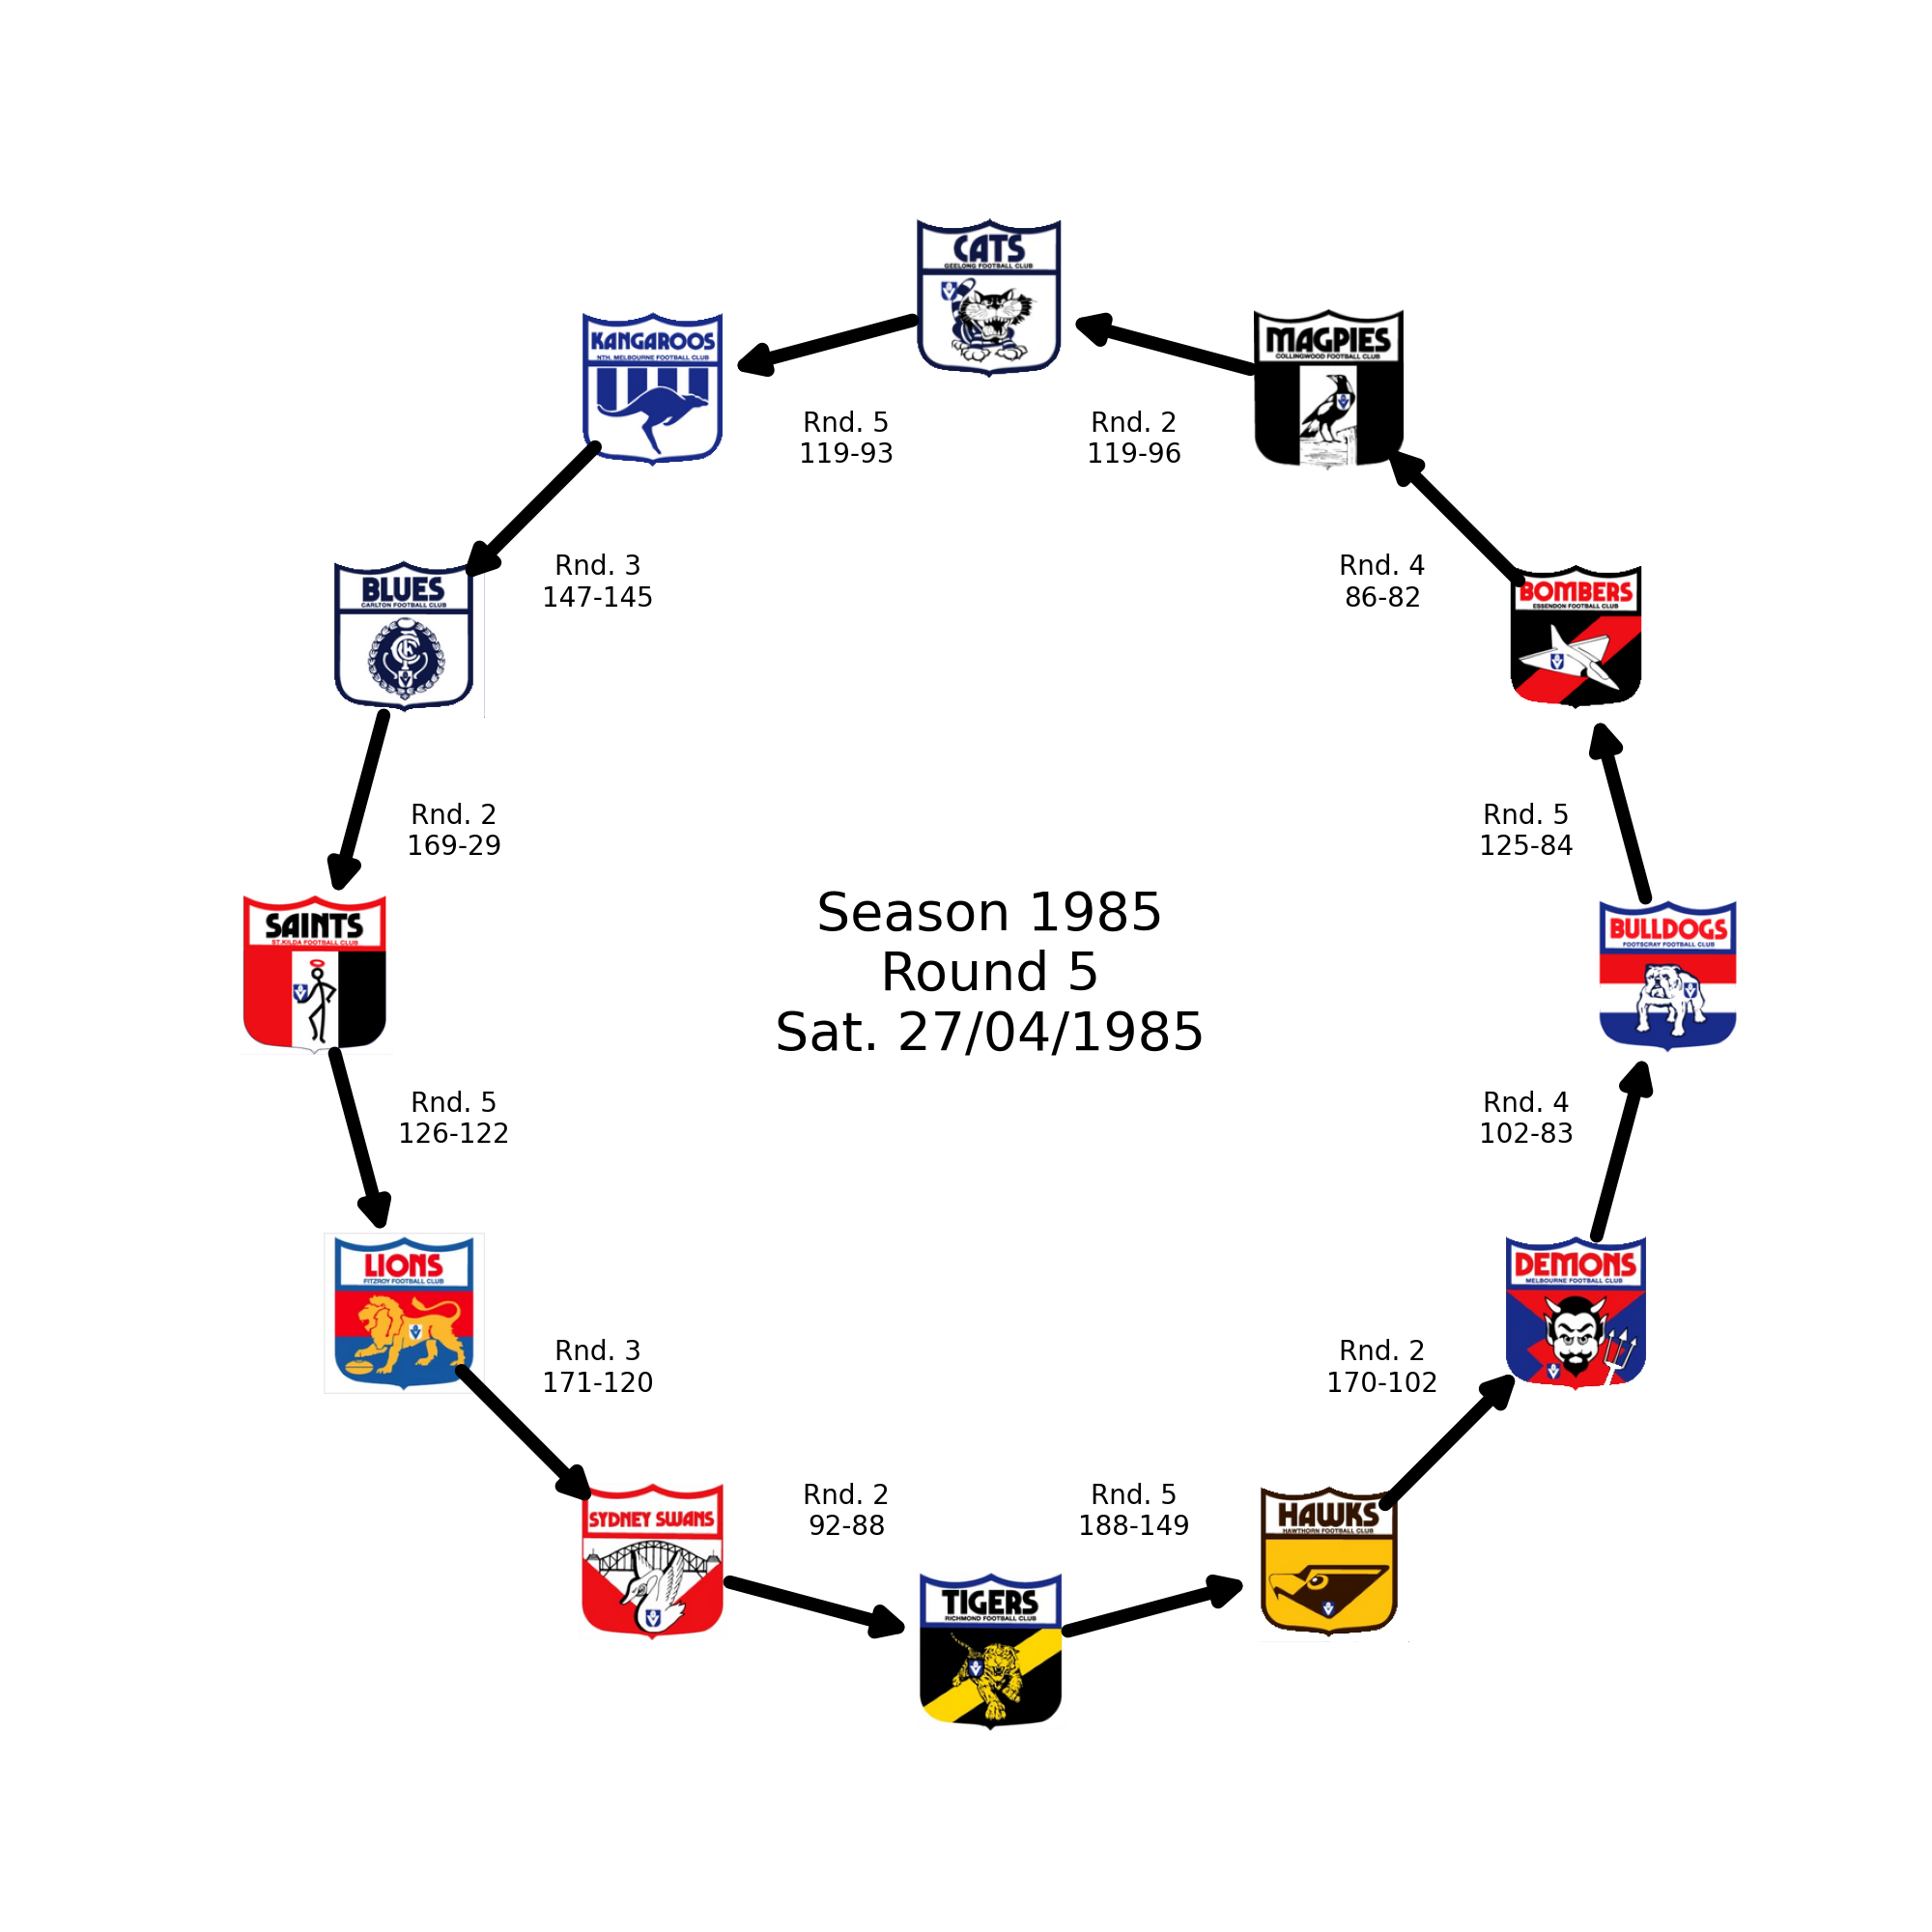 CATS
GEELONG FOOTBALL CLUB
KANGAROOS
NTH. MELBOURNE FOOTBALL CLUB
MAGPIES
COLLINGWOOD FOOTBALL CLUB
Rnd. 5
119-93
Rnd. 2
119-96
Rnd. 3
147-145
Rnd. 4
86-82
BLUES
CARLTON FOOTBALL CLUB
CFC
BOMBERS
ESSENDON FOOTBALL CLUB
Rnd. 2
169-29
Rnd. 5
125-84
SAINTS
ST.KILDA FOOTBALL CLUB
Season 1985
Round 5
Sat. 27/04/1985
BULLDOGS
FOOTSCRAY FOOTBALL CLUB
Rnd. 5
126-122
Rnd. 4
102-83
LIONS
FITZROY FOOTBALL CLUB
DEMONS
MELBOURNE FOOTBALL CLUB
Rnd. 3
171-120
Rnd. 2
170-102
SYDNEY SWANS
Rnd. 2
92-88
Rnd. 5
188-149
HAWKS
HAWTHORN FOOTBALL CLUB
TIGERS
RICHMOND FOOTBALL CLUB